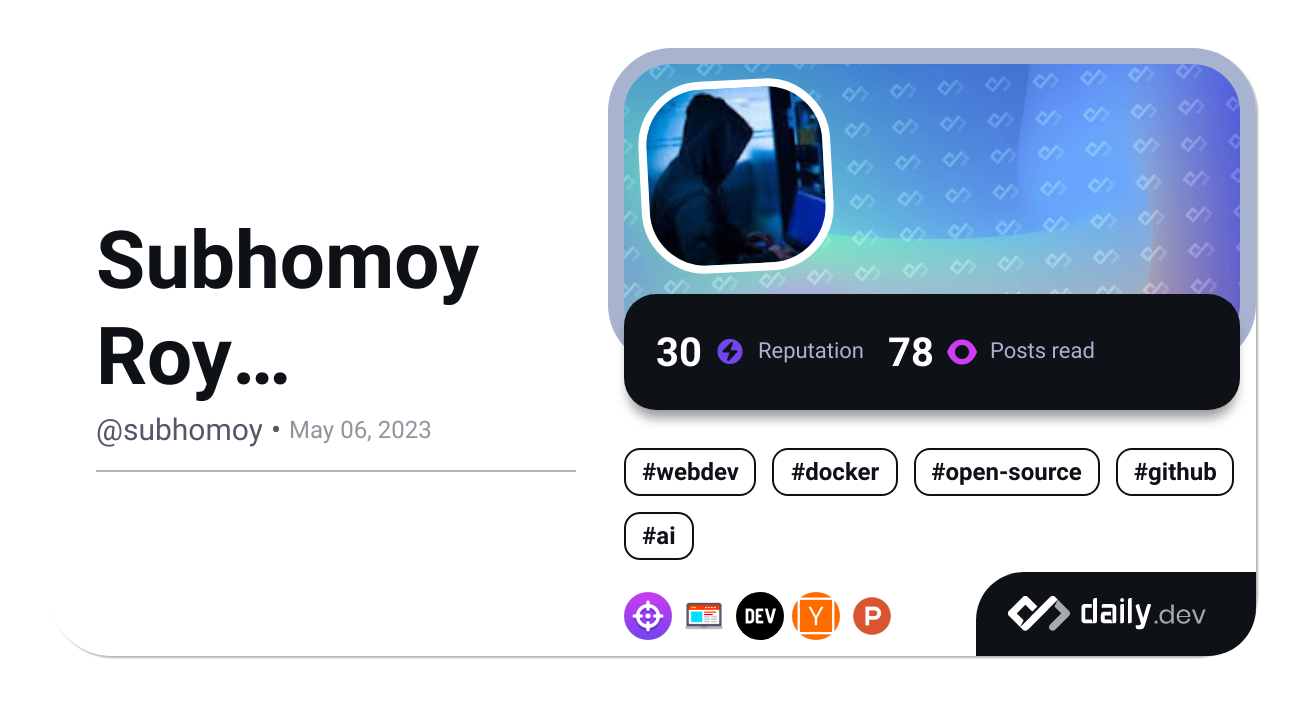 Subhomoy
Roy...
@subhomoy • May 06, 2023
30 Reputation 78 Posts read
#webdev #docker #open-source #github
#ai
DEV Y P
daily.dev